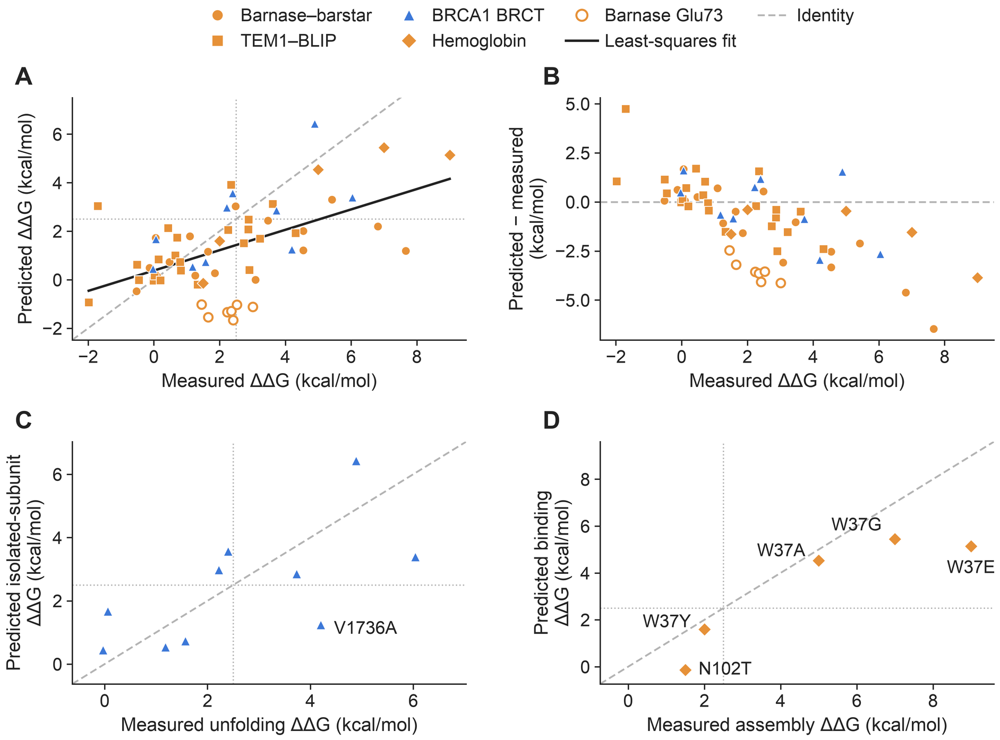 Barnase–barstar
BRCA1 BRCT
Barnase Glu73
Identity
TEM1–BLIP
Hemoglobin
Least-squares fit
A
Predicted ΔΔG (kcal/mol)
6
4
2
0
−2
−2 0 2 4 6 8
Measured ΔΔG (kcal/mol)
B
Predicted − measured
(kcal/mol)
5.0
2.5
0.0
−2.5
−5.0
−2 0 2 4 6 8
Measured ΔΔG (kcal/mol)
C
Predicted isolated-subunit
ΔΔG (kcal/mol)
6
4
2
0
V1736A
0 2 4 6
Measured unfolding ΔΔG (kcal/mol)
D
Predicted binding
ΔΔG (kcal/mol)
8
6
4
2
0
W37G
W37A
W37E
W37Y
N102T
0 2 4 6 8
Measured assembly ΔΔG (kcal/mol)